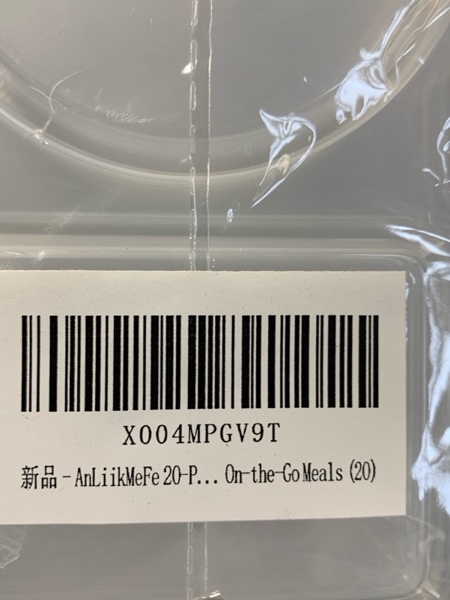 X004MPGV9T
新品 - AnLiikMeFe 20-P... On-the-Go Meals (20)